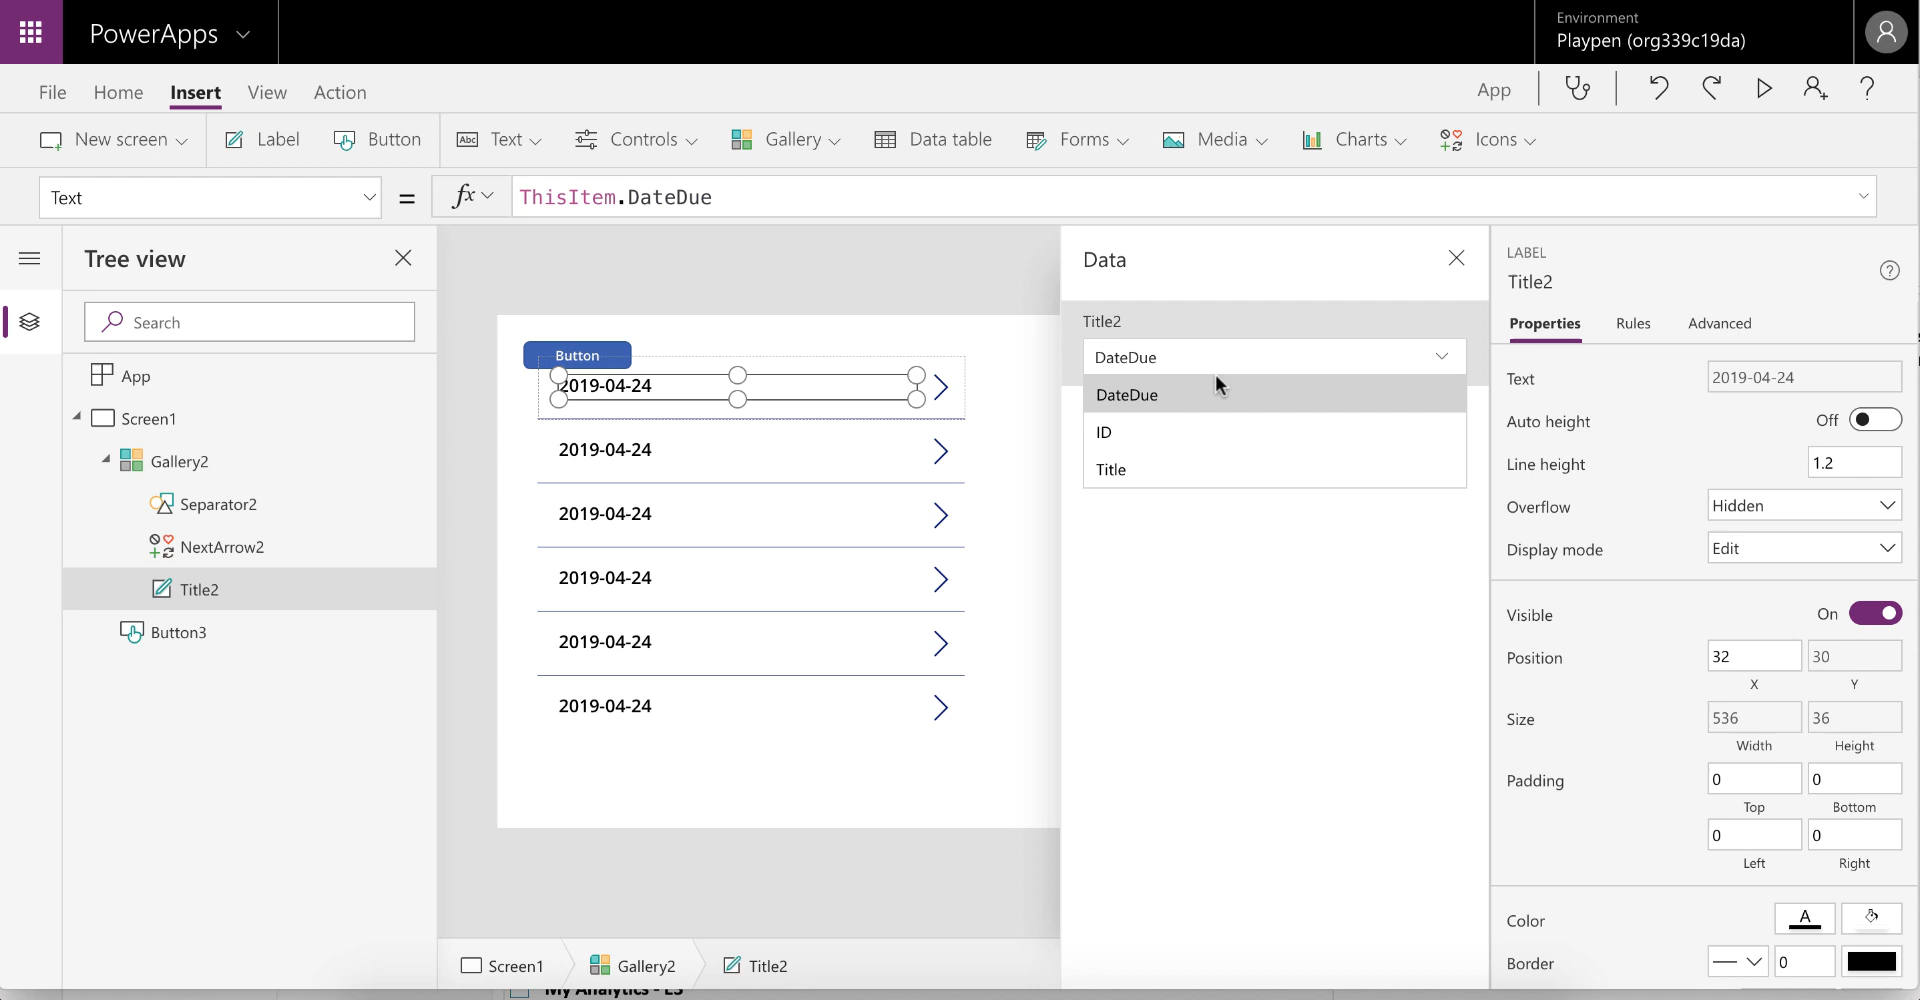 PowerApps
Environment
Playpen (org339c19da)
File Home Insert View Action
App
New screen Label Button Text Controls Gallery Data table Forms Media Charts Icons
Text = fx ThisItem.DateDue
Tree view
Search
App
Screen1
Gallery2
Separator2
NextArrow2
Title2
Button3
Button
2019-04-24
2019-04-24
2019-04-24
2019-04-24
2019-04-24
2019-04-24
Screen1 Gallery2 Title2
My Analytics - E5
Data
Title2
DateDue
DateDue
ID
Title
LABEL
Title2
Properties Rules Advanced
Text 2019-04-24
Auto height Off
Line height 1.2
Overflow Hidden
Display mode Edit
Visible On
Position 32 30
X Y
Size 536 36
Width Height
Padding 0 0
Top Bottom
0 0
Left Right
Color A
Border 0